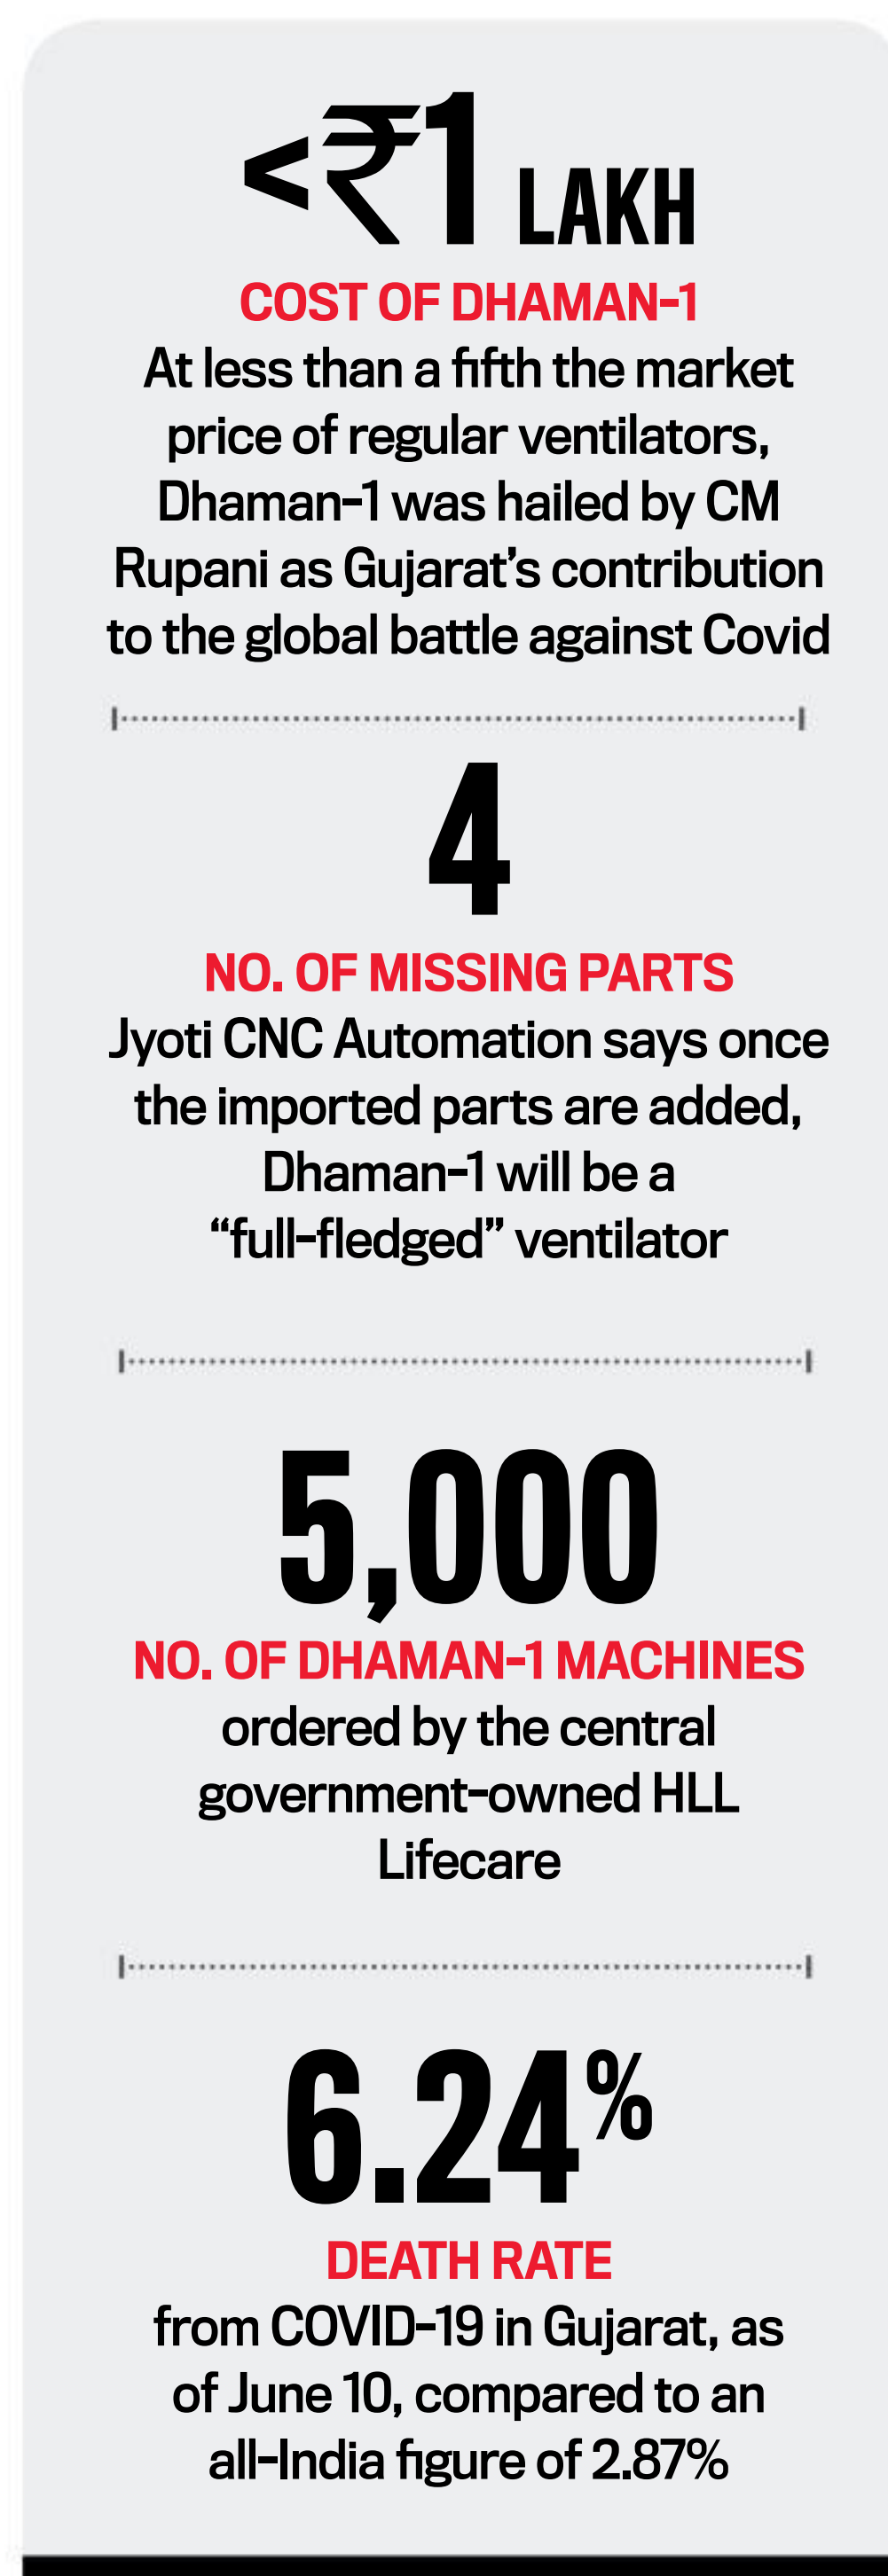 <₹1 LAKH
COST OF DHAMAN-1
At less than a fifth the market
price of regular ventilators,
Dhaman-1 was hailed by CM
Rupani as Gujarat’s contribution
to the global battle against Covid
4
NO. OF MISSING PARTS
Jyoti CNC Automation says once
the imported parts are added,
Dhaman-1 will be a
“full-fledged” ventilator
5,000
NO. OF DHAMAN-1 MACHINES
ordered by the central
government-owned HLL
Lifecare
6.24%
DEATH RATE
from COVID-19 in Gujarat, as
of June 10, compared to an
all-India figure of 2.87%